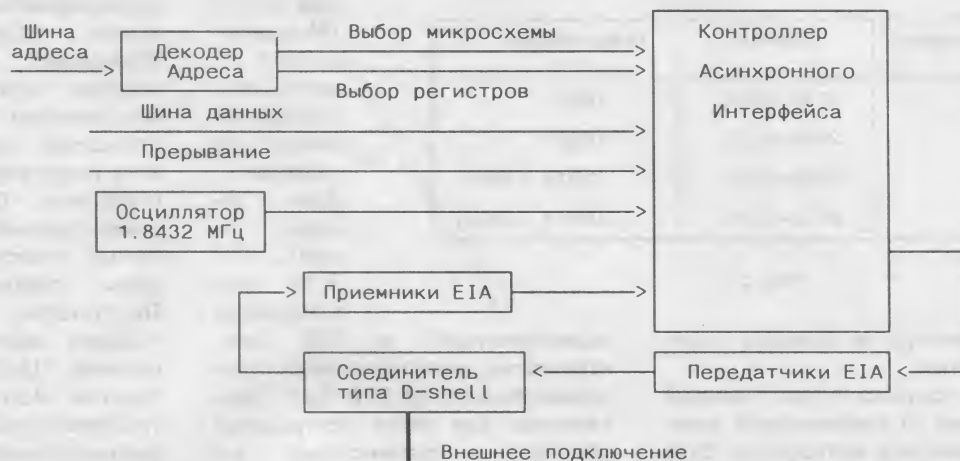 Шина
адреса
Декодер
Адреса
Выбор микросхемы
Выбор регистров
Контроллер
Асинхронного
Интерфейса
Шина данных
Прерывание
Осциллятор
1.8432 МГц
Приемники EIA
Соединитель
типа D-shell
Передатчики EIA
Внешнее подключение